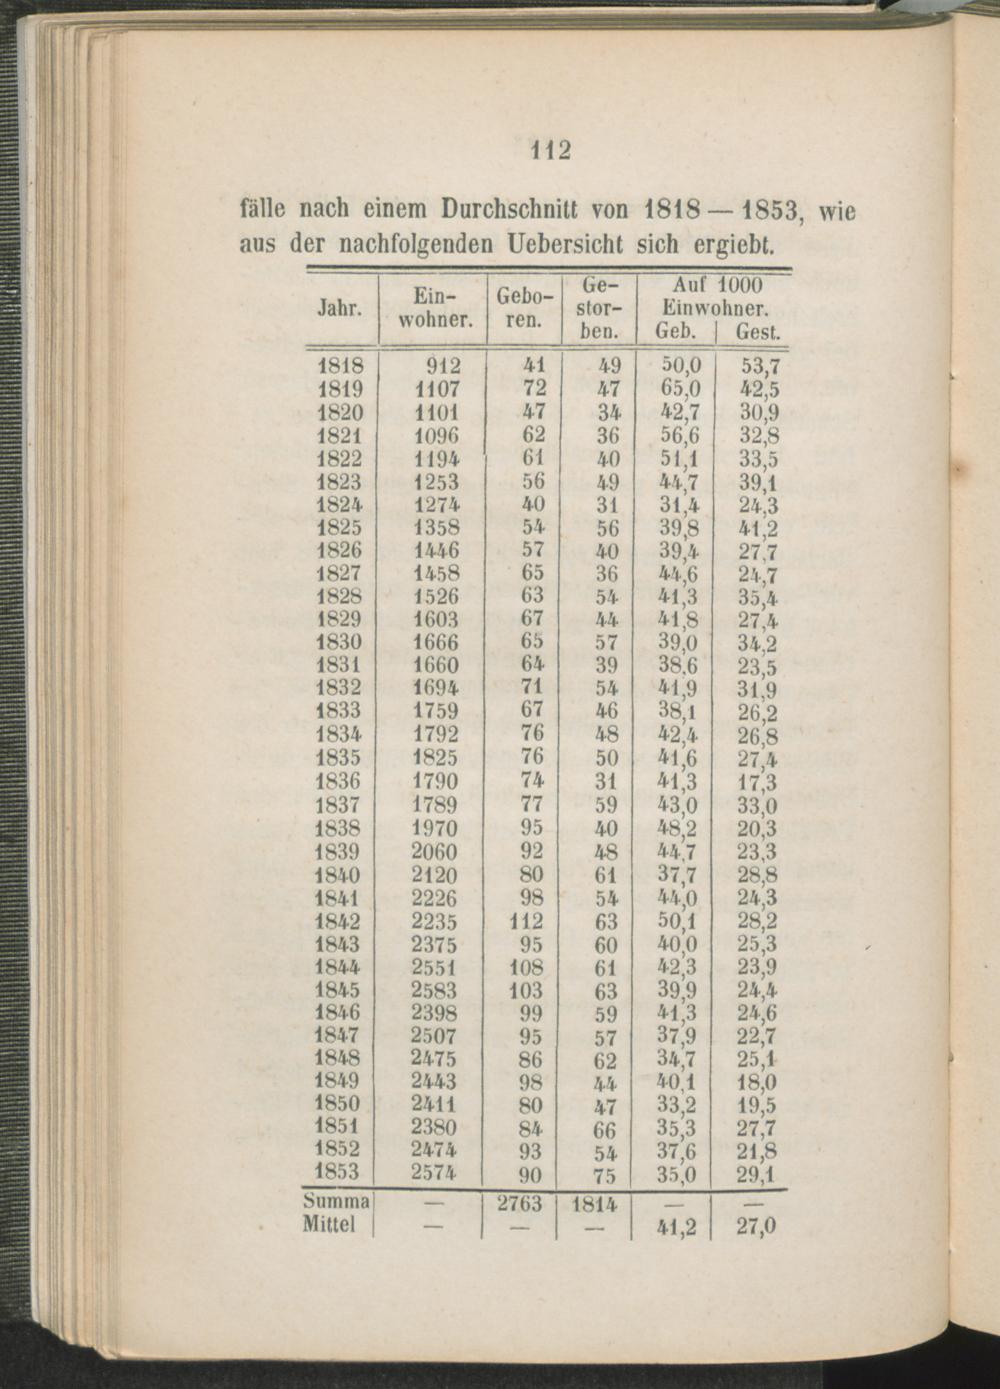 112
fälle nach einem Durchschnitt von 1818 — 1853, wie
aus der nachfolgenden Uebersicht sich ergiebt.
Jahr. Ein- Gebo- Ge- Auf 1000
wohner. ren. stor- Einwohner.
ben. Geb. Gest.
1818 912 41 49 50,0 53,7
1819 1107 72 47 65,0 42,5
1820 1101 47 34 42,7 30,9
1821 1096 62 36 56,6 32,8
1822 1194 61 40 51,1 33,5
1823 1253 56 49 44,7 39,1
1824 1274 40 31 31,4 24,3
1825 1358 54 56 39,8 41,2
1826 1446 57 40 39,4 27,7
1827 1458 65 36 44,6 24,7
1828 1526 63 54 41,3 35,4
1829 1603 67 44 41,8 27,4
1830 1666 65 57 39,0 34,2
1831 1660 64 39 38,6 23,5
1832 1694 71 54 41,9 31,9
1833 1759 67 46 38,1 26,2
1834 1792 76 48 42,4 26,8
1835 1825 76 50 41,6 27,4
1836 1790 74 31 41,3 17,3
1837 1789 77 59 43,0 33,0
1838 1970 95 40 48,2 20,3
1839 2060 92 48 44,7 23,3
1840 2120 80 61 37,7 28,8
1841 2226 98 54 44,0 24,3
1842 2235 112 63 50,1 28,2
1843 2375 95 60 40,0 25,3
1844 2551 108 61 42,3 23,9
1845 2583 103 63 39,9 24,4
1846 2398 99 59 41,3 24,6
1847 2507 95 57 37,9 22,7
1848 2475 86 62 34,7 25,1
1849 2443 98 44 40,1 18,0
1850 2411 80 47 33,2 19,5
1851 2380 84 66 35,3 27,7
1852 2474 93 54 37,6 21,8
1853 2574 90 75 35,0 29,1
Summa — 2763 1814 — —
Mittel — — — 41,2 27,0